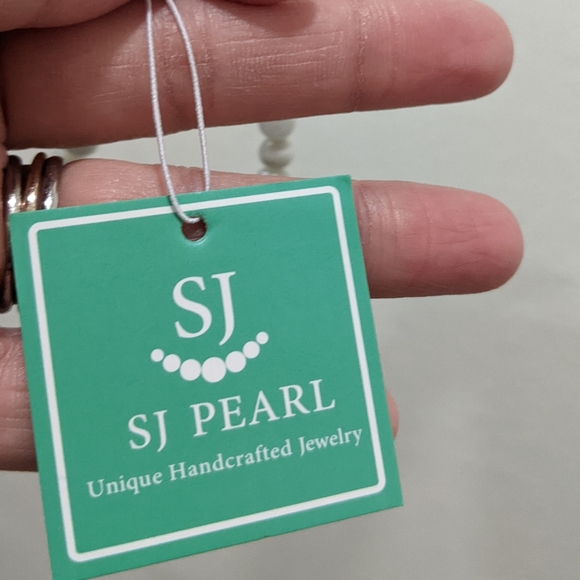 SJ
SJ PEARL
Unique Handcrafted Jewelry